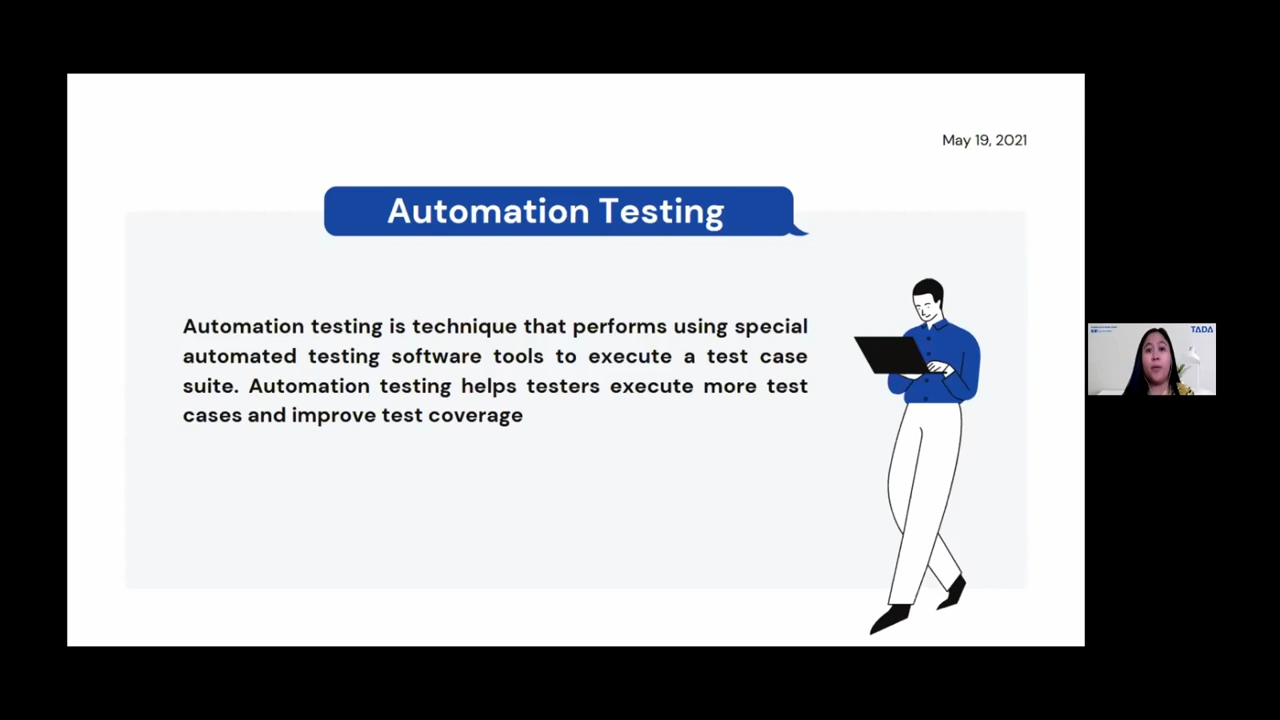 May 19, 2021
Automation Testing
Automation testing is technique that performs using special
automated testing software tools to execute a test case
suite. Automation testing helps testers execute more test
cases and improve test coverage
TADA